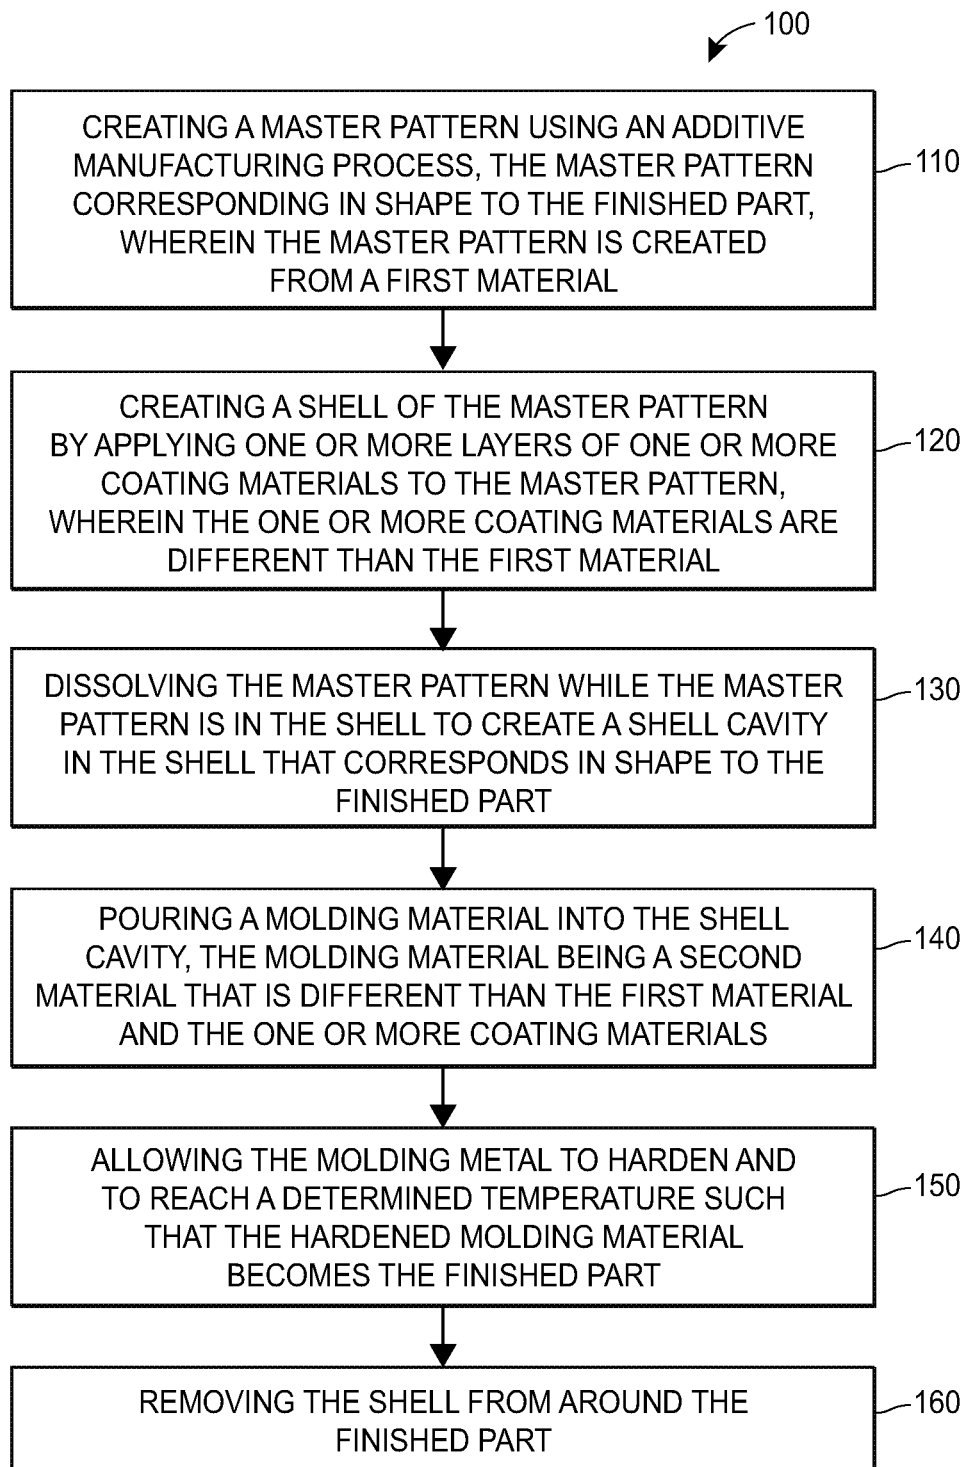 100
CREATING A MASTER PATTERN USING AN ADDITIVE
MANUFACTURING PROCESS, THE MASTER PATTERN
CORRESPONDING IN SHAPE TO THE FINISHED PART,
WHEREIN THE MASTER PATTERN IS CREATED
FROM A FIRST MATERIAL
110
CREATING A SHELL OF THE MASTER PATTERN
BY APPLYING ONE OR MORE LAYERS OF ONE OR MORE
COATING MATERIALS TO THE MASTER PATTERN,
WHEREIN THE ONE OR MORE COATING MATERIALS ARE
DIFFERENT THAN THE FIRST MATERIAL
120
DISSOLVING THE MASTER PATTERN WHILE THE MASTER
PATTERN IS IN THE SHELL TO CREATE A SHELL CAVITY
IN THE SHELL THAT CORRESPONDS IN SHAPE TO THE
FINISHED PART
130
POURING A MOLDING MATERIAL INTO THE SHELL
CAVITY, THE MOLDING MATERIAL BEING A SECOND
MATERIAL THAT IS DIFFERENT THAN THE FIRST MATERIAL
AND THE ONE OR MORE COATING MATERIALS
140
ALLOWING THE MOLDING METAL TO HARDEN AND
TO REACH A DETERMINED TEMPERATURE SUCH
THAT THE HARDENED MOLDING MATERIAL
BECOMES THE FINISHED PART
150
REMOVING THE SHELL FROM AROUND THE
FINISHED PART
160